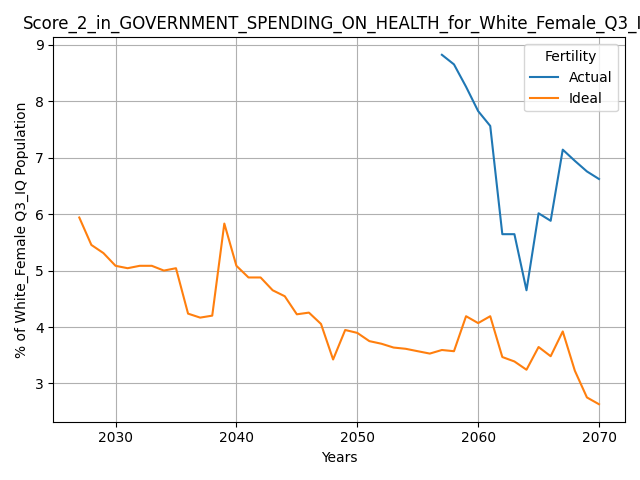 Score_2_in_GOVERNMENT_SPENDING_ON_HEALTH_for_White_Female_Q3_I
Fertility
Actual
Ideal
% of White_Female Q3_IQ Population
9
8
7
6
5
4
3
2030 2040 2050 2060 2070
Years